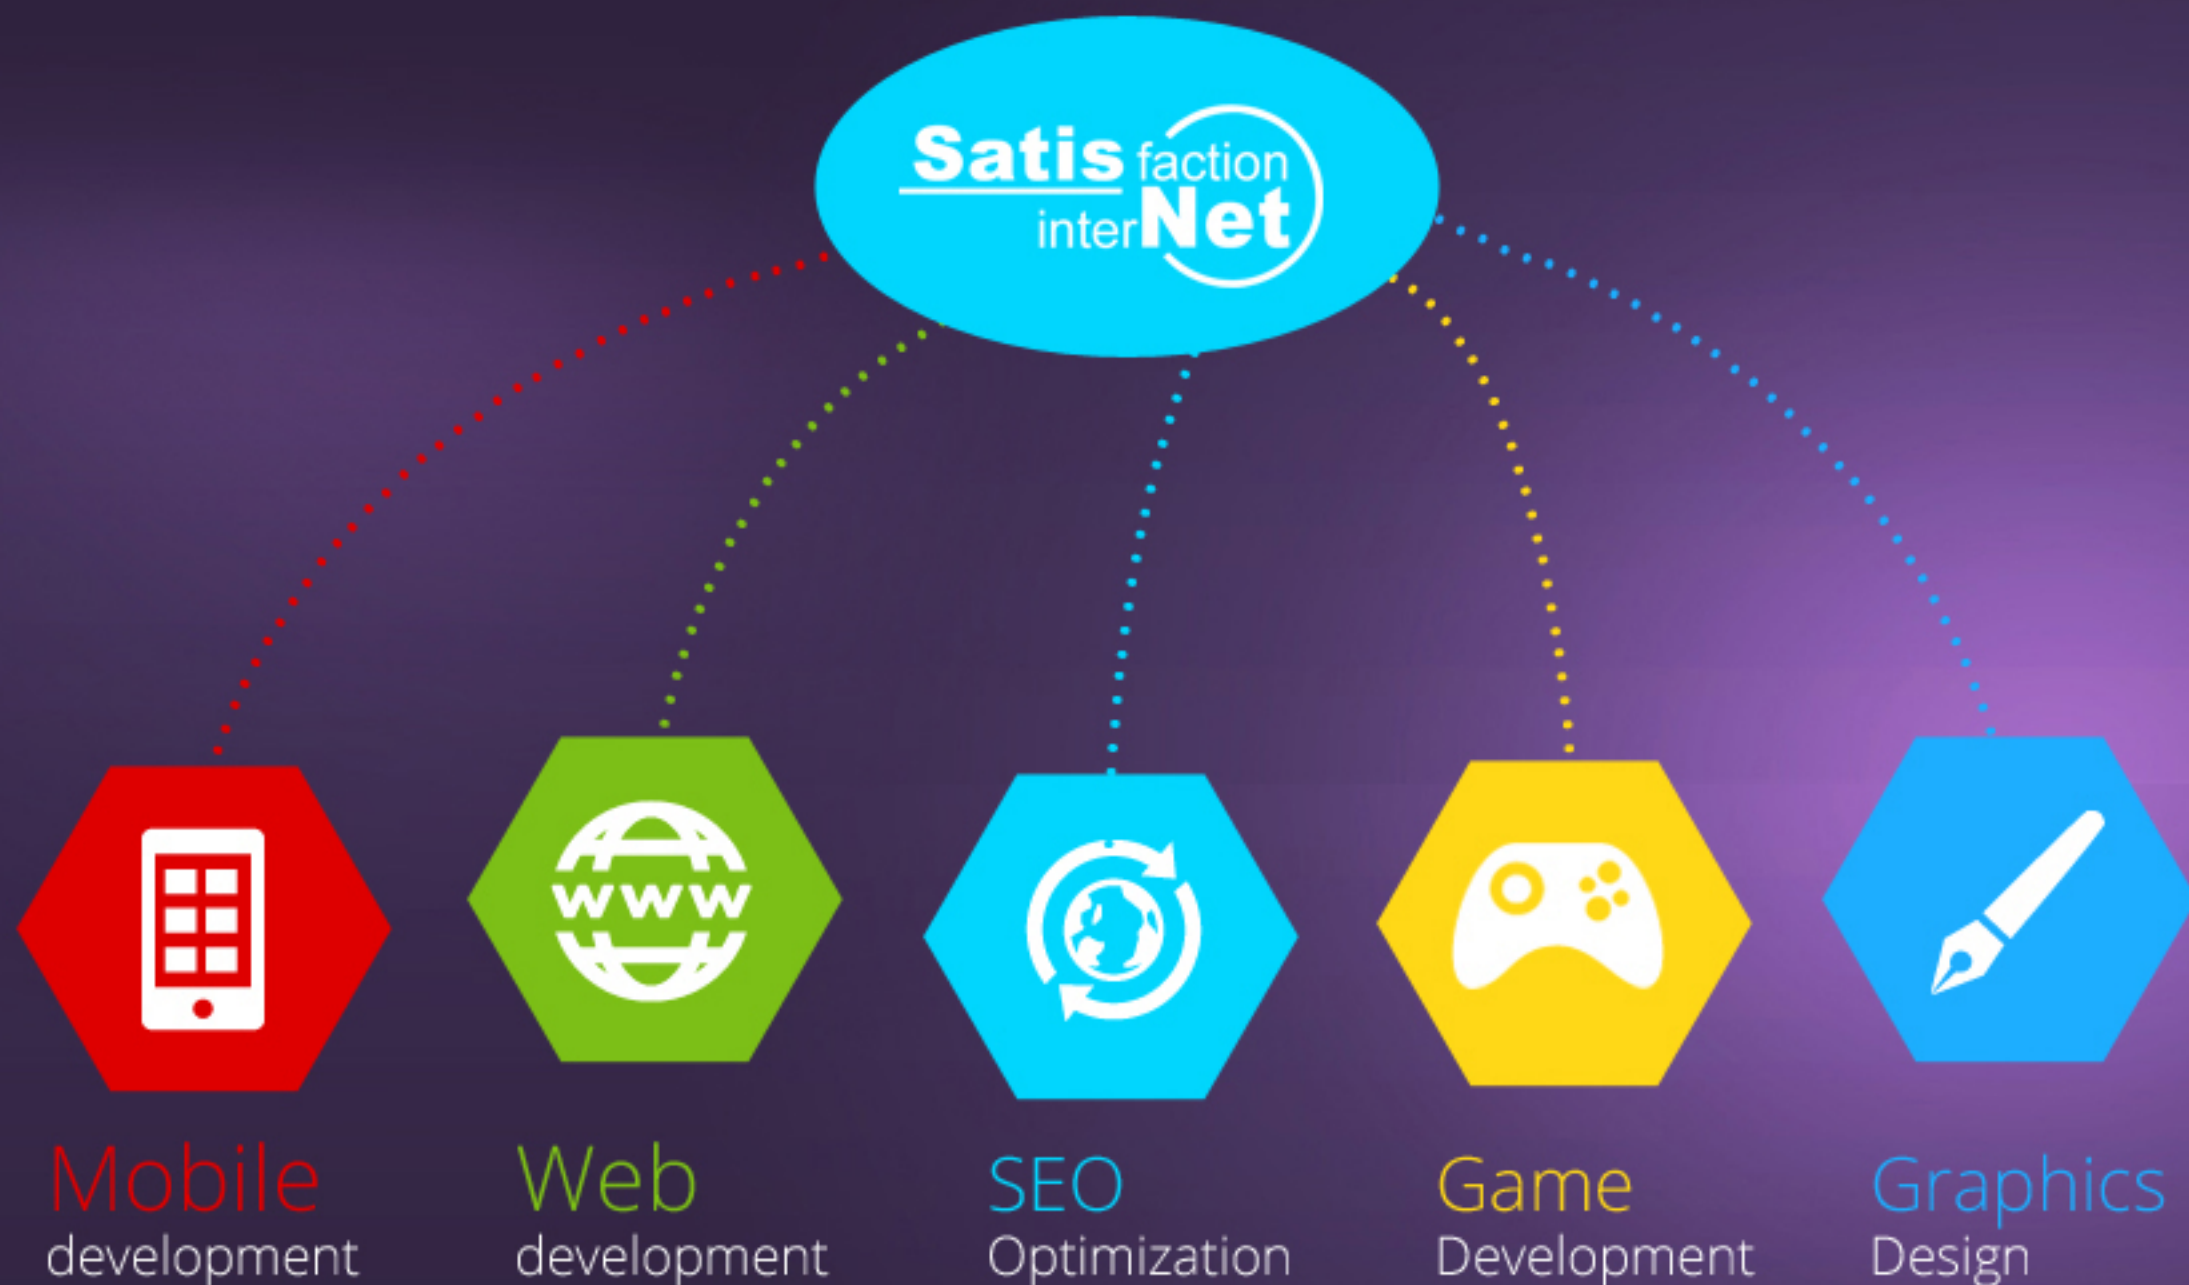 Satis faction
interNet
www
Mobile
development
Web
development
SEO
Optimization
Game
Development
Graphics
Design